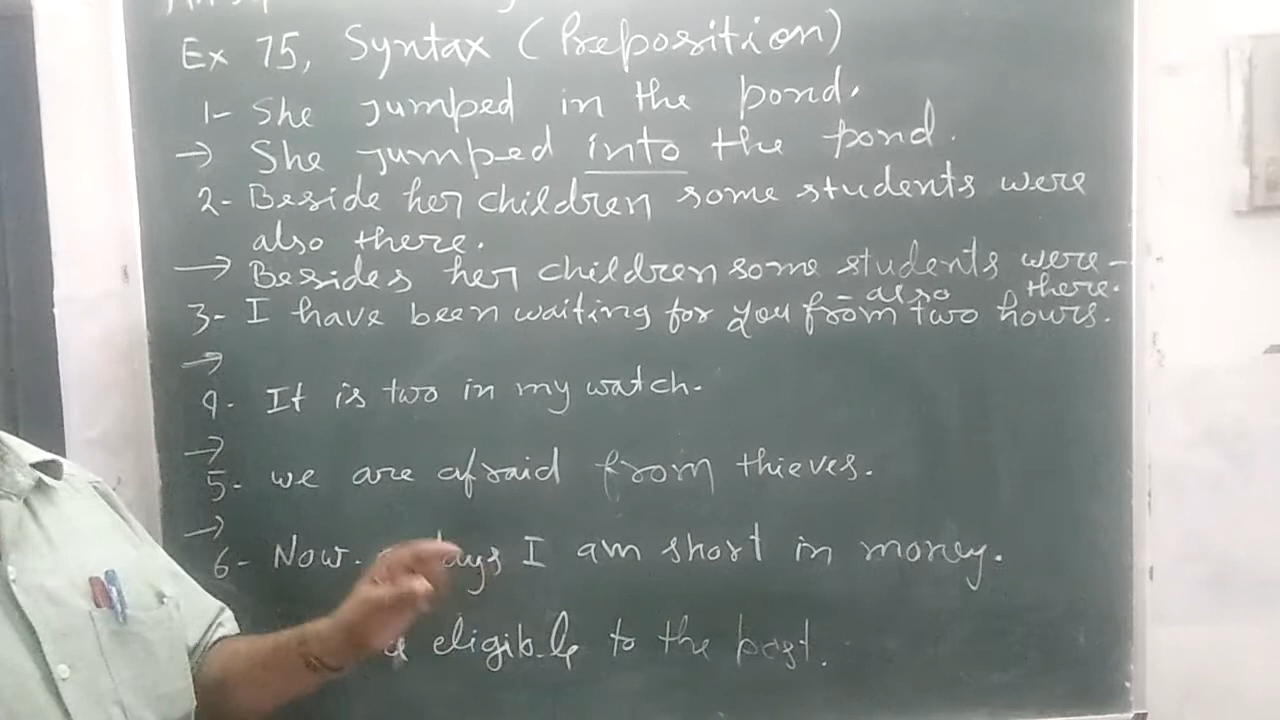 Ex 75, Syntax (Preposition)
1- She jumped in the pond.
→ She jumped into the pond.
2- Beside her children some students were
also there.
→ Besides her children some students were-
- also there.
3- I have been waiting for you from two hours.
→
4. It is two in my watch.
→
5- we are afraid from thieves.
→
6- Now. days I am short in money.
eligible to the post.